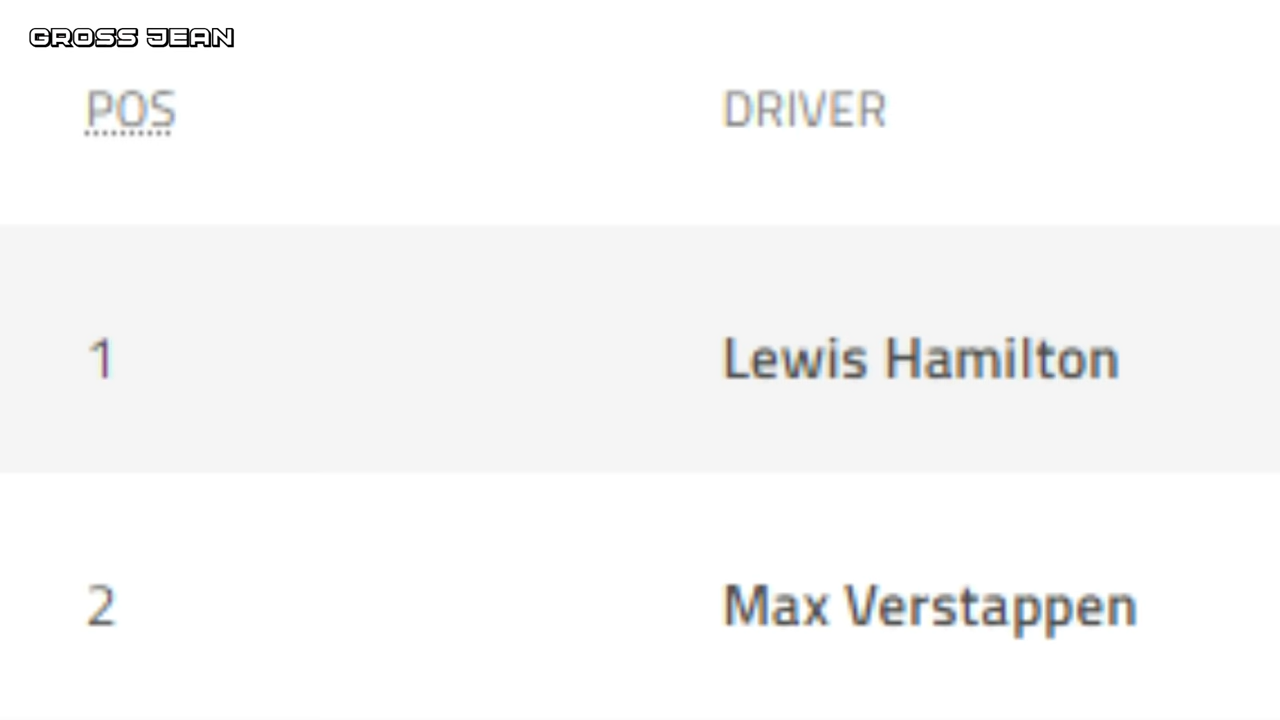 GROSS JEAN
POS DRIVER
1 Lewis Hamilton
2 Max Verstappen